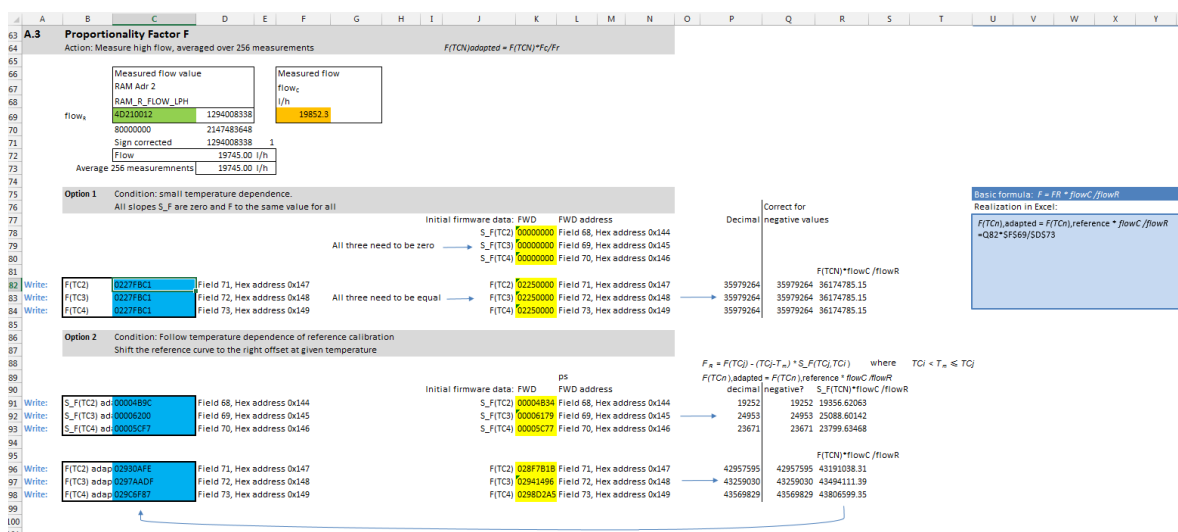 A B C D E F G H I J K L M N O P Q R S T U V W X Y
63 A.3 Proportionality Factor F
64 Action: Measure high flow, averaged over 256 measurements F(TCN)adapted = F(TCN)*Fc/Fr
65
66 Measured flow value Measured flow
67 RAM Adr 2 flowC
68 RAM_R_FLOW_LPH l/h
69 flowR 4D210012 1294008338 19852.3
70 80000000 2147483648
71 Sign corrected 1294008338 1
72 Flow 19745.00 l/h
73 Average 256 measuremnents 19745.00 l/h
74
75 Option 1 Condition: small temperature dependence. Basic formula: F = FR * flowC /flowR
76 All slopes S_F are zero and F to the same value for all Correct for Realization in Excel:
77 Initial firmware data: FWD FWD address Decimal negative values
F(TCn),adapted = F(TCn),reference * flowC /flowR
=Q82*$F$69/$D$73
78 S_F(TC2) 00000000 Field 68, Hex address 0x144
79 All three need to be zero S_F(TC3) 00000000 Field 69, Hex address 0x145
80 S_F(TC4) 00000000 Field 70, Hex address 0x146
81 F(TCN)*flowC /flowR
82 Write: F(TC2) 0227FBC1 Field 71, Hex address 0x147 F(TC2) 02250000 Field 71, Hex address 0x147 35979264 35979264 36174785.15
83 Write: F(TC3) 0227FBC1 Field 72, Hex address 0x148 All three need to be equal F(TC3) 02250000 Field 72, Hex address 0x148 35979264 35979264 36174785.15
84 Write: F(TC4) 0227FBC1 Field 73, Hex address 0x149 F(TC4) 02250000 Field 73, Hex address 0x149 35979264 35979264 36174785.15
85
86 Option 2 Condition: Follow temperature dependence of reference calibration
87 Shift the reference curve to the right offset at given temperature
88 Fn = F(TCj) - (TCj-Tn) * S_F(TCj,TCi) where TCi < Tn ≤ TCj
89 ps F(TCn),adapted = F(TCn),reference * flowC /flowR
90 Initial firmware data: FWD FWD address decimal negative? S_F(TCN)*flowC /flowR
91 Write: S_F(TC2) ad 00004B9C Field 68, Hex address 0x144 S_F(TC2) 00004B34 Field 68, Hex address 0x144 19252 19252 19356.62063
92 Write: S_F(TC3) ad 00006200 Field 69, Hex address 0x145 S_F(TC3) 00006179 Field 69, Hex address 0x145 24953 24953 25088.60142
93 Write: S_F(TC4) ad 00005CF7 Field 70, Hex address 0x146 S_F(TC4) 00005C77 Field 70, Hex address 0x146 23671 23671 23799.63468
94
95 F(TCN)*flowC /flowR
96 Write: F(TC2) adap 02930AFE Field 71, Hex address 0x147 F(TC2) 028F7B1B Field 71, Hex address 0x147 42957595 42957595 43191038.31
97 Write: F(TC3) adap 0297AADF Field 72, Hex address 0x148 F(TC3) 02941496 Field 72, Hex address 0x148 43259030 43259030 43494111.39
98 Write: F(TC4) adap 029C6F87 Field 73, Hex address 0x149 F(TC4) 0298D2A5 Field 73, Hex address 0x149 43569829 43569829 43806599.35
99
100